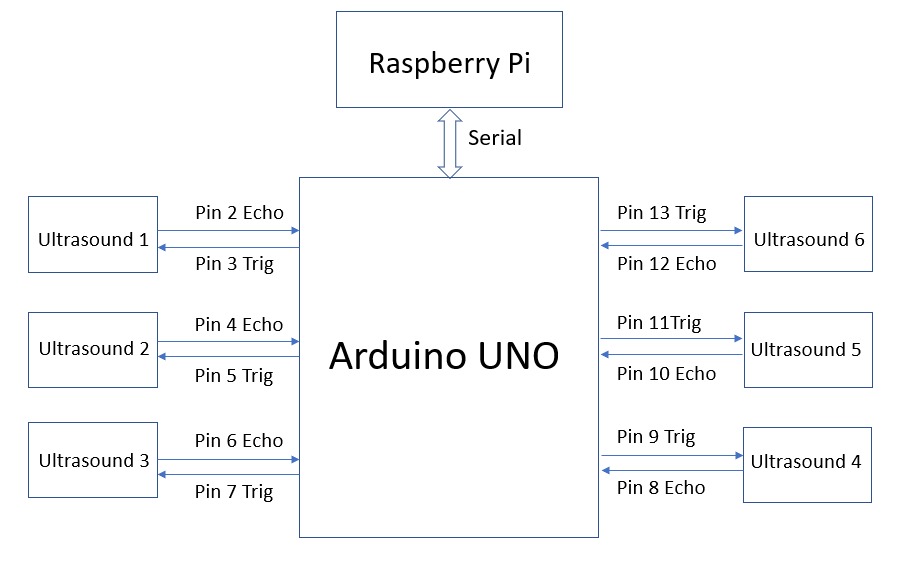 Raspberry Pi
Serial
Pin 2 Echo
Pin 13 Trig
Ultrasound 1
Ultrasound 6
Pin 3 Trig
Pin 12 Echo
Pin 4 Echo
Pin 11Trig
Ultrasound 2
Arduino UNO
Ultrasound 5
Pin 5 Trig
Pin 10 Echo
Pin 6 Echo
Pin 9 Trig
Ultrasound 3
Ultrasound 4
Pin 7 Trig
Pin 8 Echo